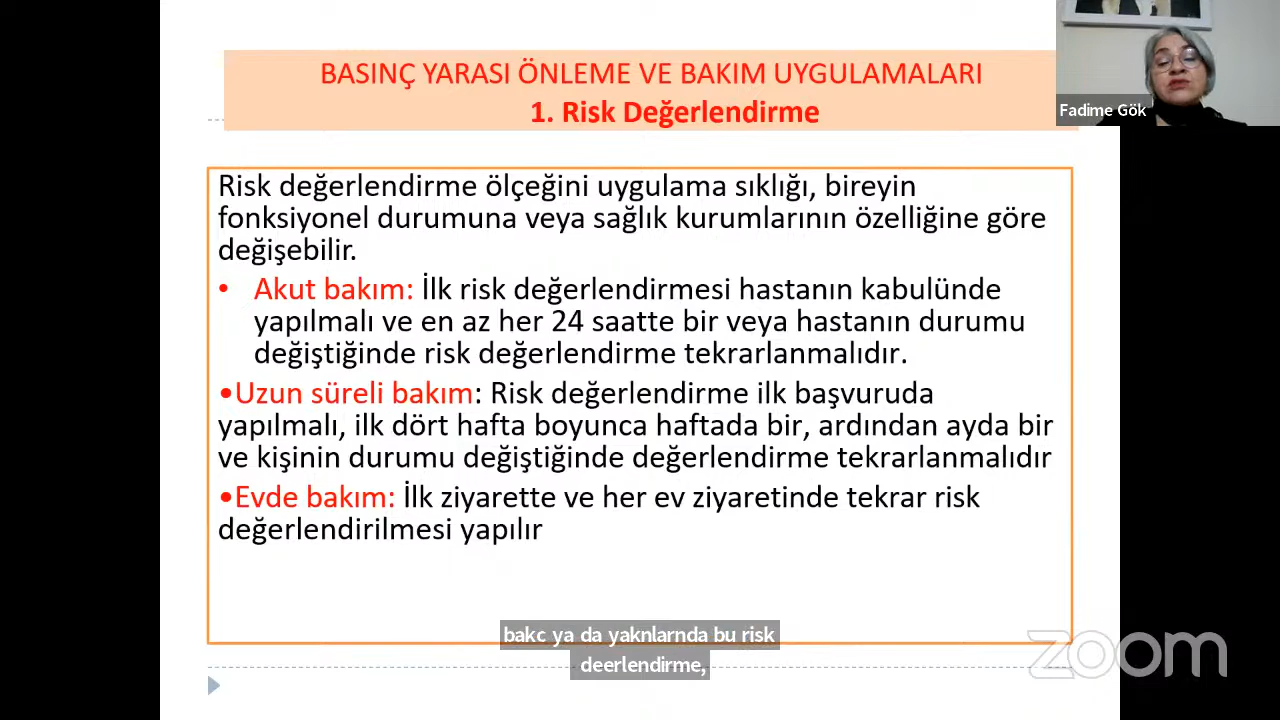 BASINÇ YARASI ÖNLEME VE BAKIM UYGULAMALARI
1. Risk Değerlendirme
Fadime Gök
Risk değerlendirme ölçeğini uygulama sıklığı, bireyin
fonksiyonel durumuna veya sağlık kurumlarının özelliğine göre
değişebilir.
• Akut bakım: İlk risk değerlendirmesi hastanın kabulünde
yapılmalı ve en az her 24 saatte bir veya hastanın durumu
değiştiğinde risk değerlendirme tekrarlanmalıdır.
•Uzun süreli bakım: Risk değerlendirme ilk başvuruda
yapılmalı, ilk dört hafta boyunca haftada bir, ardından ayda bir
ve kişinin durumu değiştiğinde değerlendirme tekrarlanmalıdır
•Evde bakım: İlk ziyarette ve her ev ziyaretinde tekrar risk
değerlendirilmesi yapılır
bakc ya da yaknlarnda bu risk
deerlendirme,
zoom